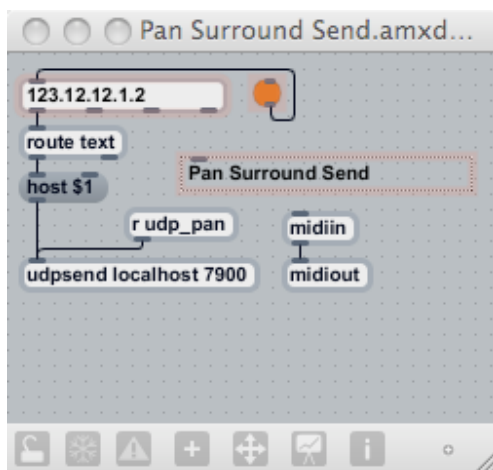 Pan Surround Send.amxd...
123.12.12.1.2
route text
Pan Surround Send
host $1
r udp_pan
midiin
udpsend localhost 7900
midiout